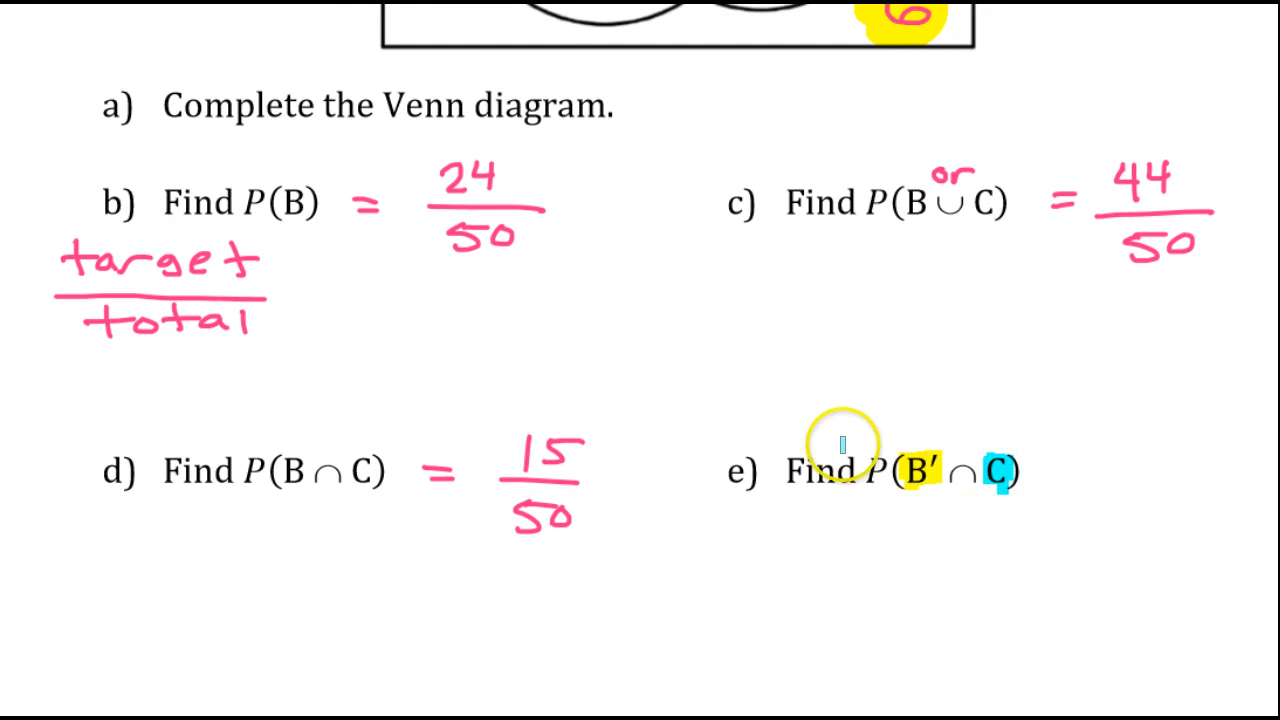 6
a) Complete the Venn diagram.
b) Find P(B) = 24/50
target/total
c) Find P(B ∪ C) = 44/50
or
d) Find P(B ∩ C) = 15/50
e) Find P(B′ ∩ C)